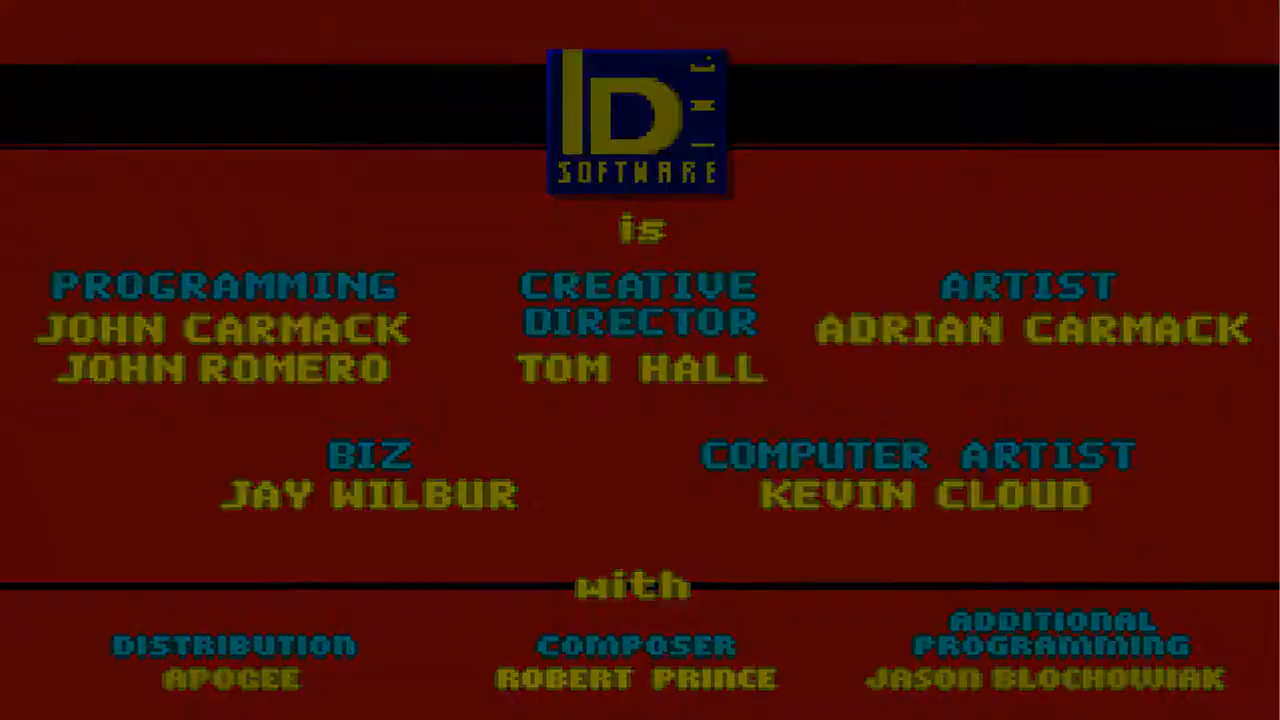 ID
SOFTWARE
is
PROGRAMMING
JOHN CARMACK
JOHN ROMERO
CREATIVE
DIRECTOR
TOM HALL
ARTIST
ADRIAN CARMACK
BIZ
JAY WILBUR
COMPUTER ARTIST
KEVIN CLOUD
with
DISTRIBUTION
APOGEE
COMPOSER
ROBERT PRINCE
ADDITIONAL
PROGRAMMING
JASON BLOCHOWIAK